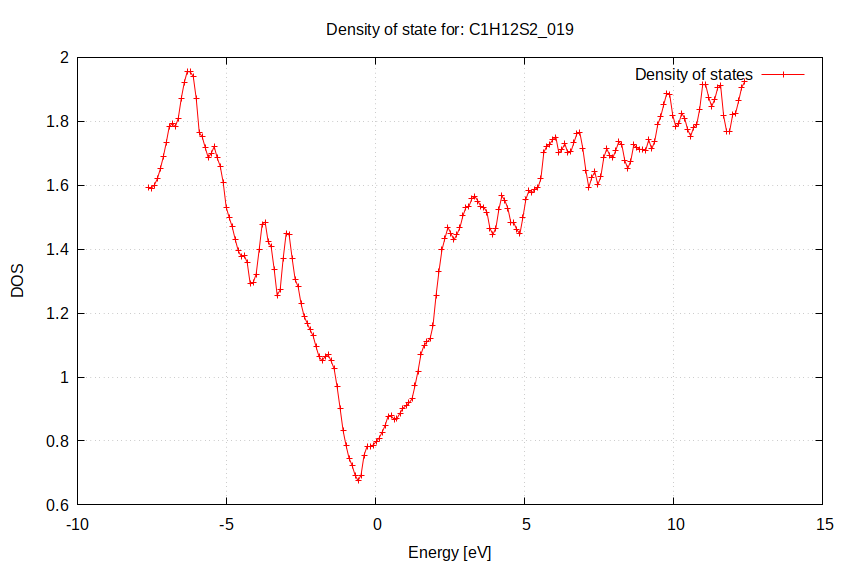 Density of state for: C1H12S2_019
Density of states
2
1.8
1.6
1.4
1.2
1
0.8
0.6
DOS
-10 -5 0 5 10 15
Energy [eV]